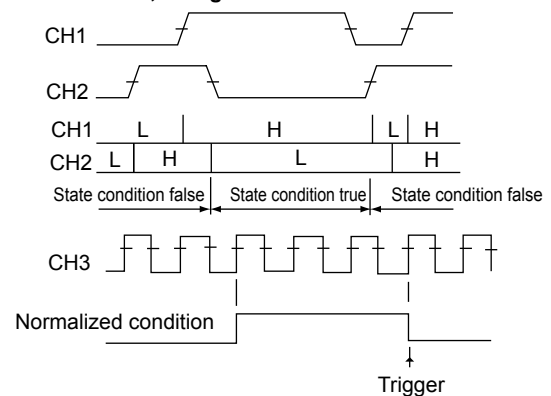 CH1
CH2
CH1 L H L H
CH2 L H L H
State condition false State condition true State condition false
CH3
Normalized condition
Trigger